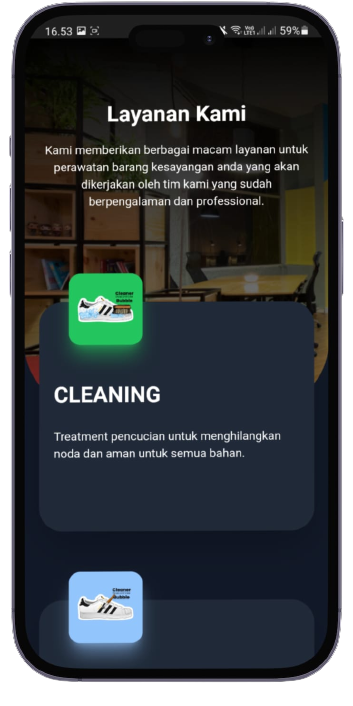 16.53 59%
Layanan Kami
Kami memberikan berbagai macam layanan untuk
perawatan barang kesayangan anda yang akan
dikerjakan oleh tim kami yang sudah
berpengalaman dan professional.
Cleaner
Bubble
CLEANING
Treatment pencucian untuk menghilangkan
noda dan aman untuk semua bahan.
Cleaner
Bubble